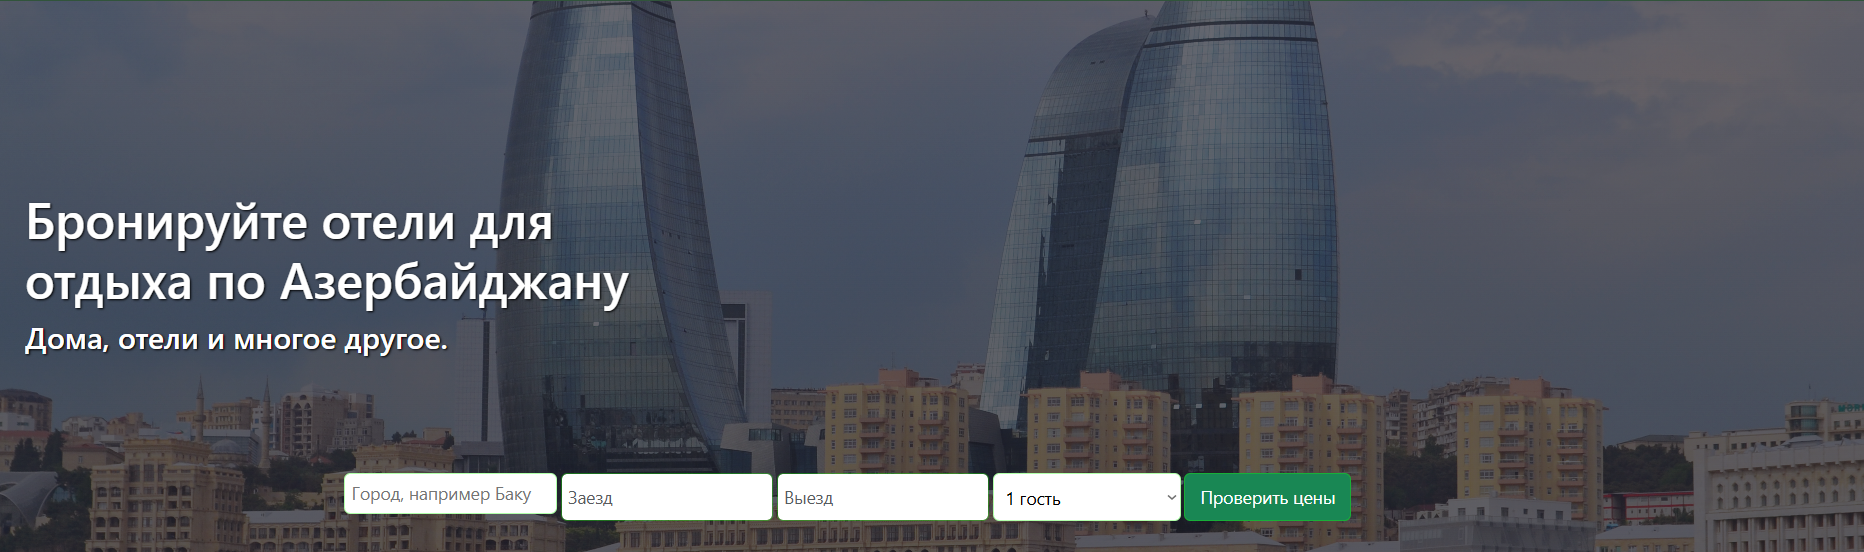 Бронируйте отели для
отдыха по Азербайджану
Дома, отели и многое другое.
Город, например Баку
Заезд
Выезд
1 гость
Проверить цены